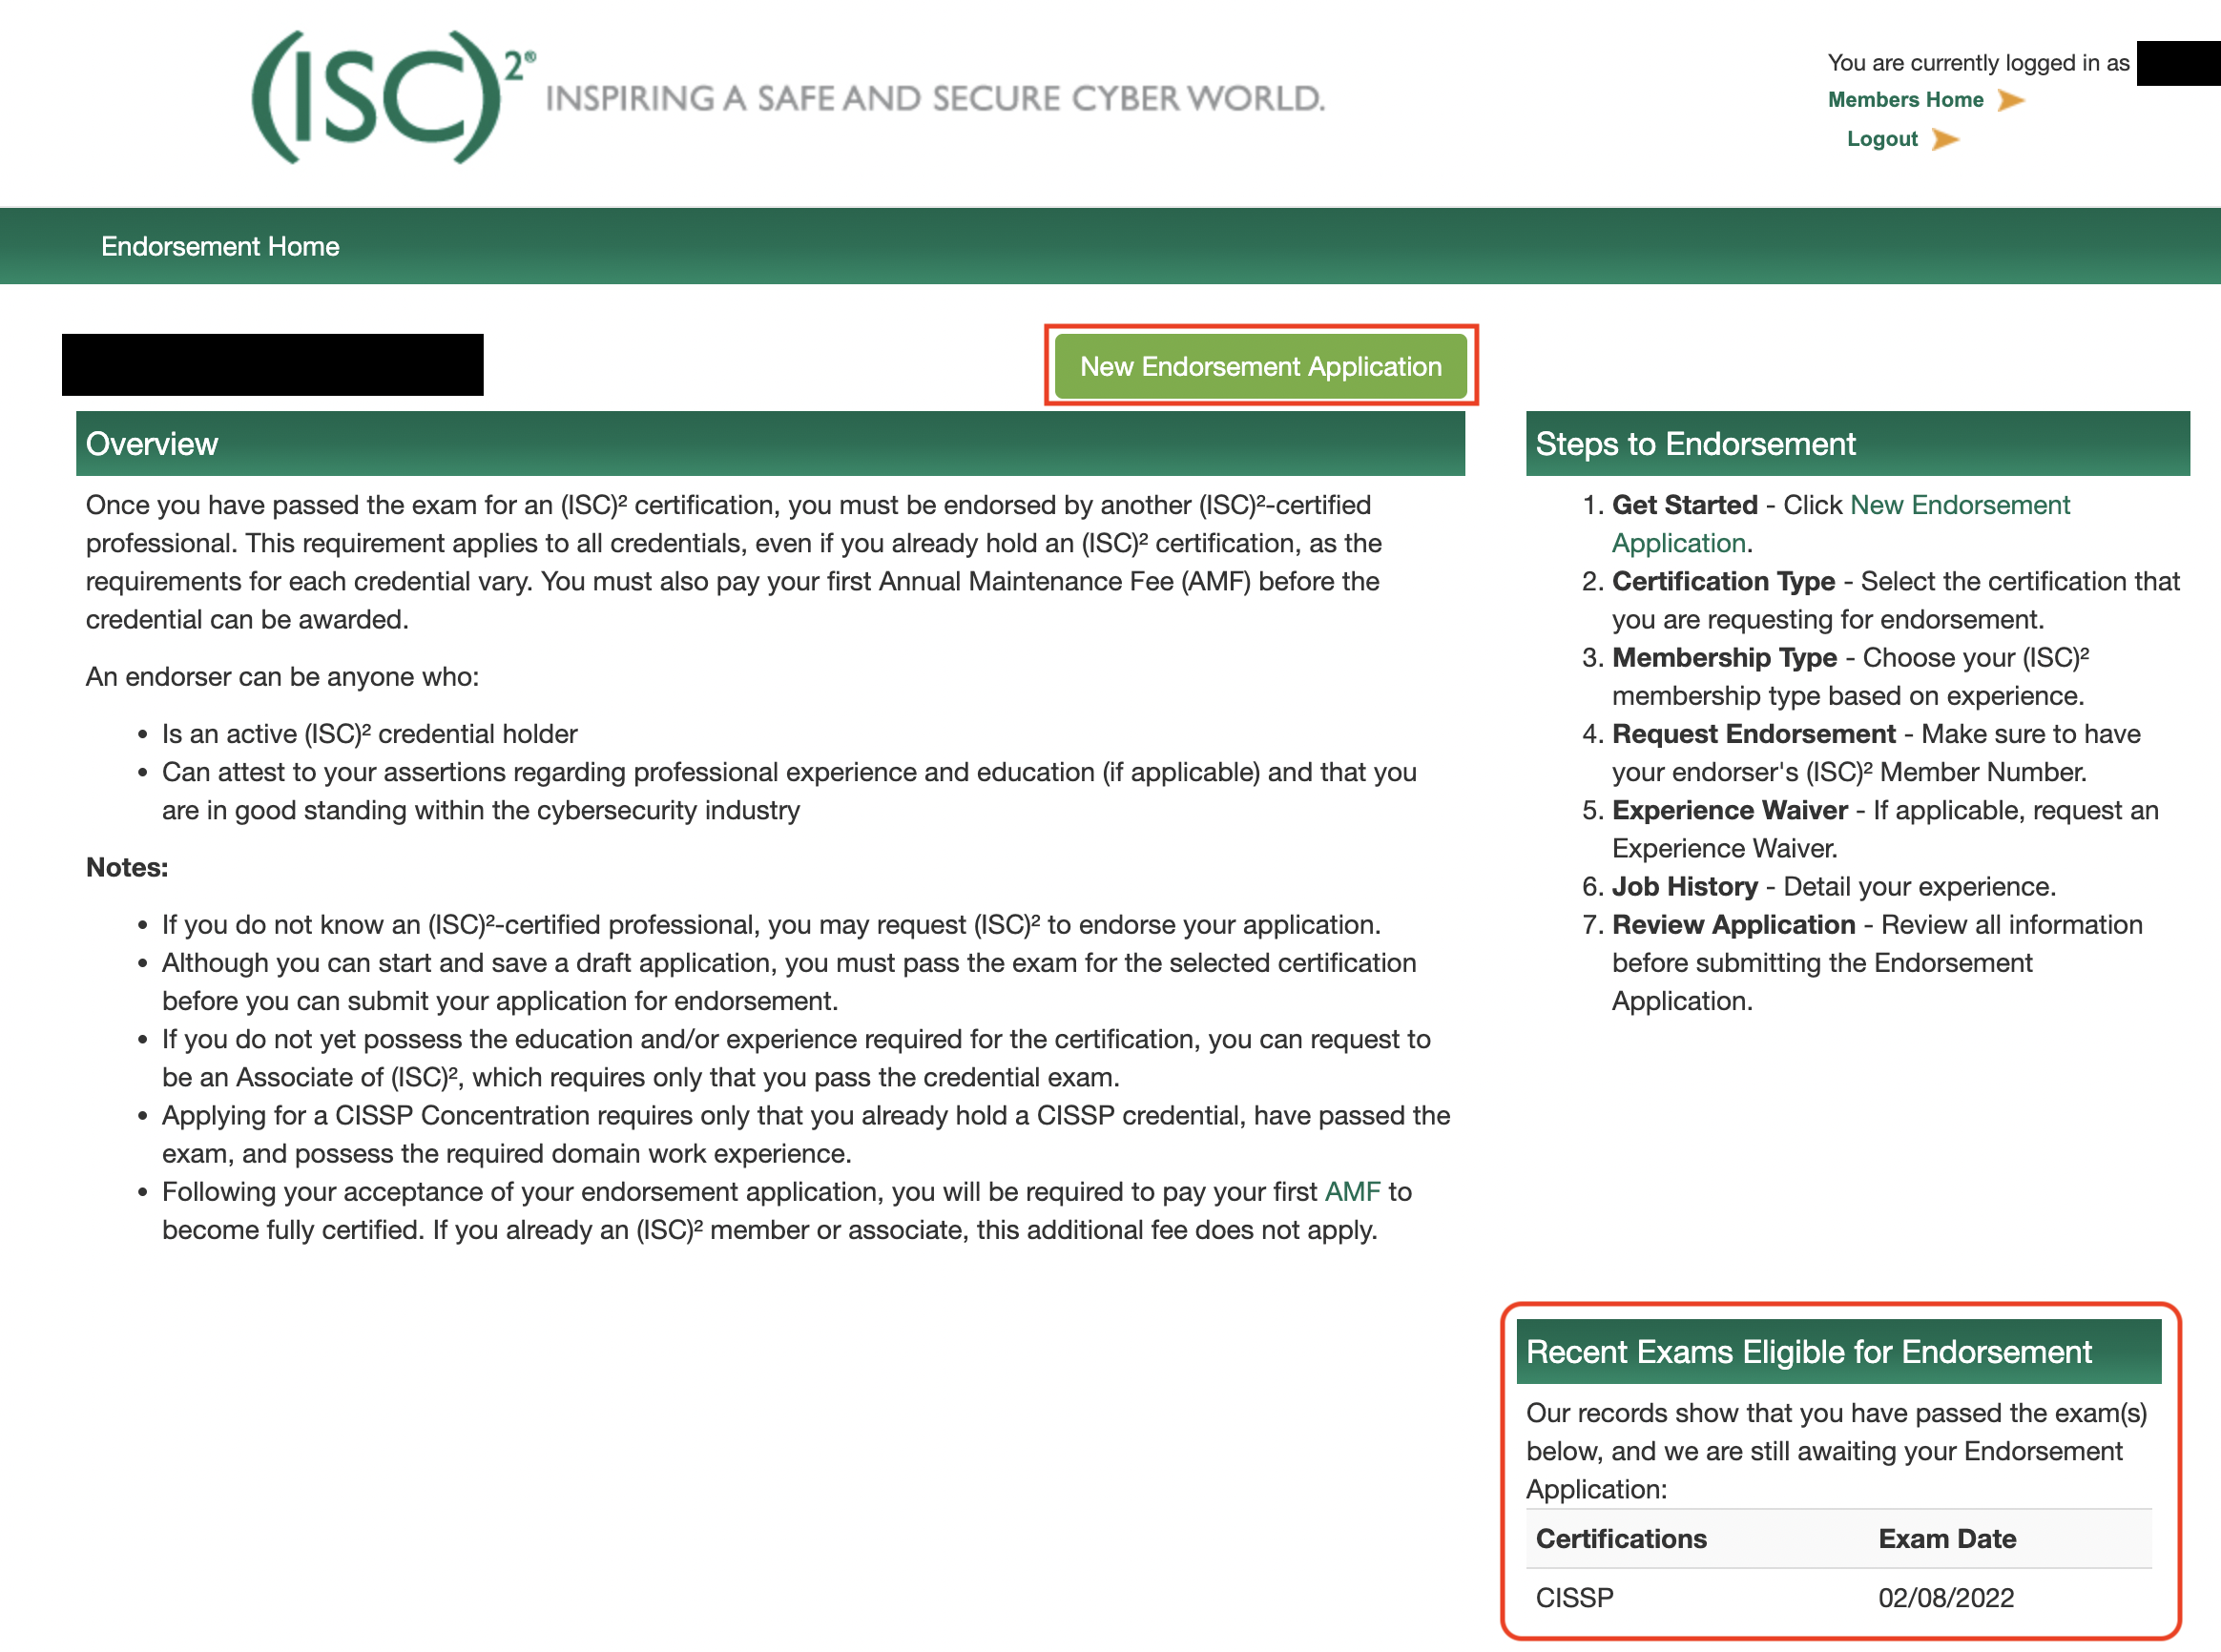 (ISC)²® INSPIRING A SAFE AND SECURE CYBER WORLD.
You are currently logged in as
Members Home
Logout
Endorsement Home
New Endorsement Application
Overview
Once you have passed the exam for an (ISC)² certification, you must be endorsed by another (ISC)²-certified
professional. This requirement applies to all credentials, even if you already hold an (ISC)² certification, as the
requirements for each credential vary. You must also pay your first Annual Maintenance Fee (AMF) before the
credential can be awarded.
An endorser can be anyone who:
• Is an active (ISC)² credential holder
• Can attest to your assertions regarding professional experience and education (if applicable) and that you
are in good standing within the cybersecurity industry
Notes:
• If you do not know an (ISC)²-certified professional, you may request (ISC)² to endorse your application.
• Although you can start and save a draft application, you must pass the exam for the selected certification
before you can submit your application for endorsement.
• If you do not yet possess the education and/or experience required for the certification, you can request to
be an Associate of (ISC)², which requires only that you pass the credential exam.
• Applying for a CISSP Concentration requires only that you already hold a CISSP credential, have passed the
exam, and possess the required domain work experience.
• Following your acceptance of your endorsement application, you will be required to pay your first AMF to
become fully certified. If you already an (ISC)² member or associate, this additional fee does not apply.
Steps to Endorsement
1. Get Started - Click New Endorsement
Application.
2. Certification Type - Select the certification that
you are requesting for endorsement.
3. Membership Type - Choose your (ISC)²
membership type based on experience.
4. Request Endorsement - Make sure to have
your endorser's (ISC)² Member Number.
5. Experience Waiver - If applicable, request an
Experience Waiver.
6. Job History - Detail your experience.
7. Review Application - Review all information
before submitting the Endorsement
Application.
Recent Exams Eligible for Endorsement
Our records show that you have passed the exam(s)
below, and we are still awaiting your Endorsement
Application:
Certifications Exam Date
CISSP 02/08/2022